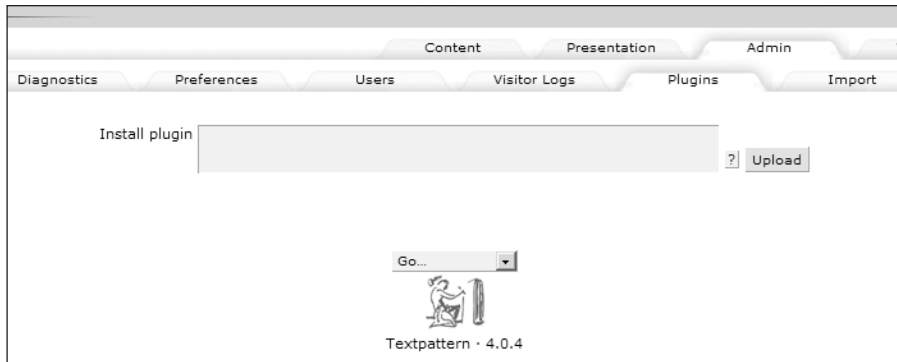 Content Presentation Admin
Diagnostics Preferences Users Visitor Logs Plugins Import
Install plugin
? Upload
Go...
Textpattern · 4.0.4